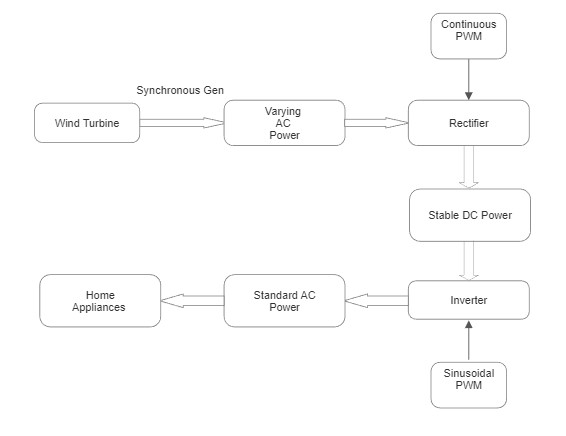 Continuous
PWM
Synchronous Gen
Wind Turbine
Varying
AC
Power
Rectifier
Stable DC Power
Home
Appliances
Standard AC
Power
Inverter
Sinusoidal
PWM